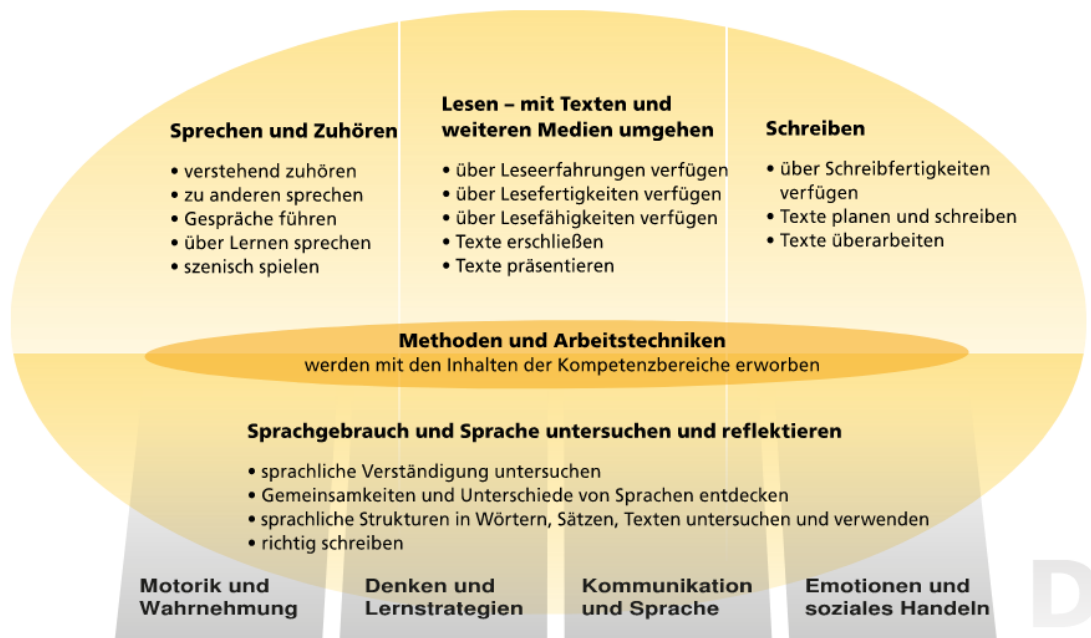 Sprechen und Zuhören
• verstehend zuhören
• zu anderen sprechen
• Gespräche führen
• über Lernen sprechen
• szenisch spielen
Lesen – mit Texten und
weiteren Medien umgehen
• über Leseerfahrungen verfügen
• über Lesefertigkeiten verfügen
• über Lesefähigkeiten verfügen
• Texte erschließen
• Texte präsentieren
Schreiben
• über Schreibfertigkeiten
verfügen
• Texte planen und schreiben
• Texte überarbeiten
Methoden und Arbeitstechniken
werden mit den Inhalten der Kompetenzbereiche erworben
Sprachgebrauch und Sprache untersuchen und reflektieren
• sprachliche Verständigung untersuchen
• Gemeinsamkeiten und Unterschiede von Sprachen entdecken
• sprachliche Strukturen in Wörtern, Sätzen, Texten untersuchen und verwenden
• richtig schreiben
Motorik und
Wahrnehmung
Denken und
Lernstrategien
Kommunikation
und Sprache
Emotionen und
soziales Handeln
D